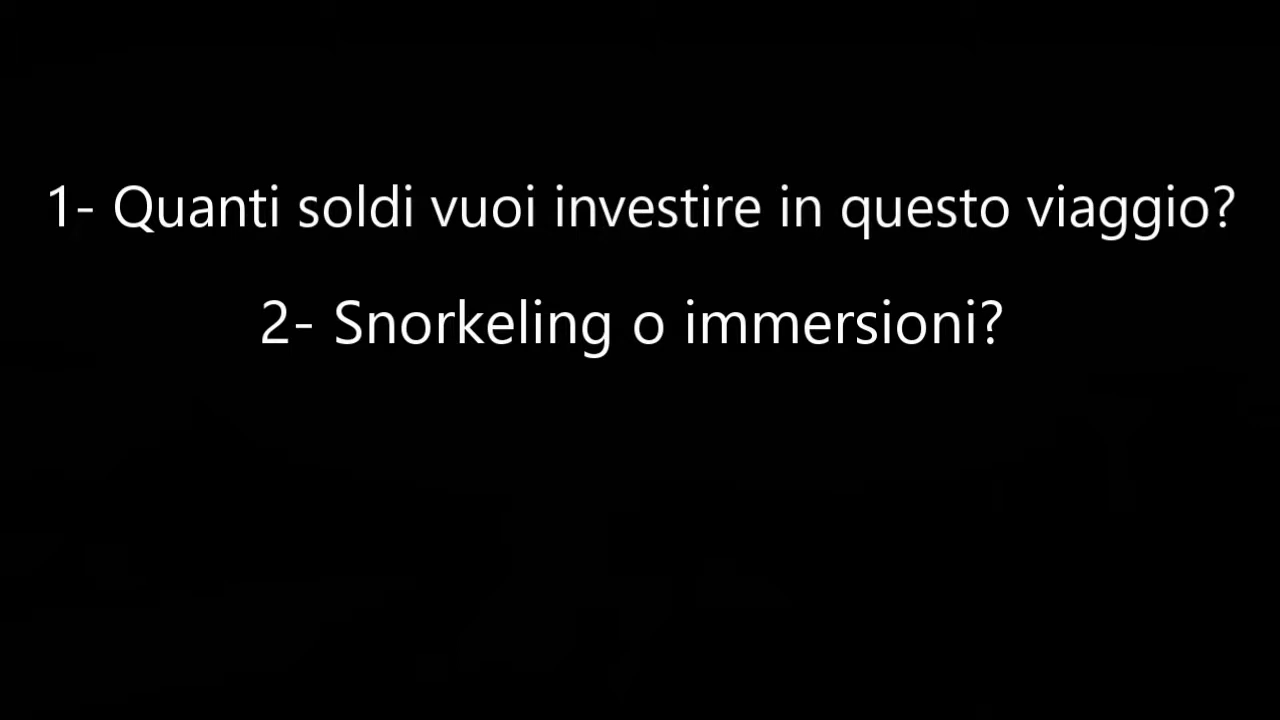 1- Quanti soldi vuoi investire in questo viaggio?
2- Snorkeling o immersioni?